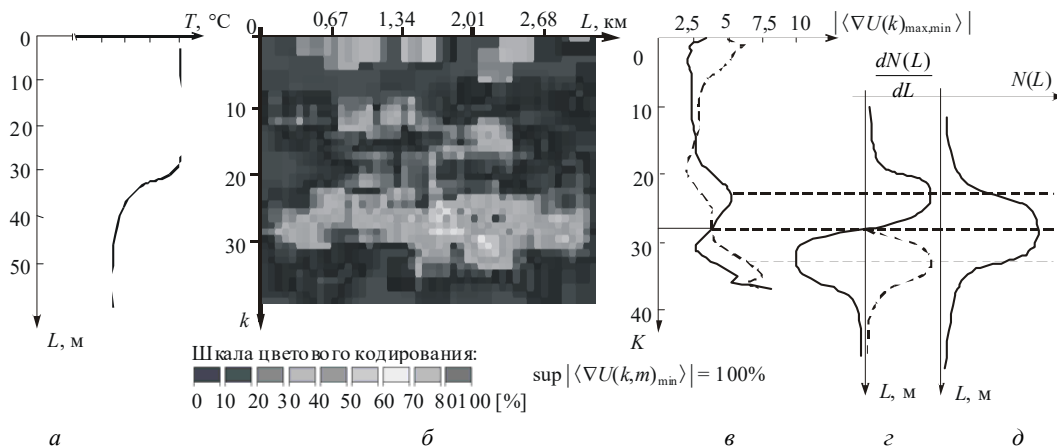 T, °C
0
10
20
30
40
50
L, м
0,67 1,34 2,01 2,68 L, км
0
10
20
30
k
Шкала цветового кодирования:
0 10 20 30 40 50 60 70 80100 [%]
sup |⟨∇U(k,m)min⟩| = 100%
2,5 5 7,5 10 |⟨∇U(k)max,min⟩|
0
10
20
30
40
K
dN(L)
dL
N(L)
L, м L, м
а б в г д